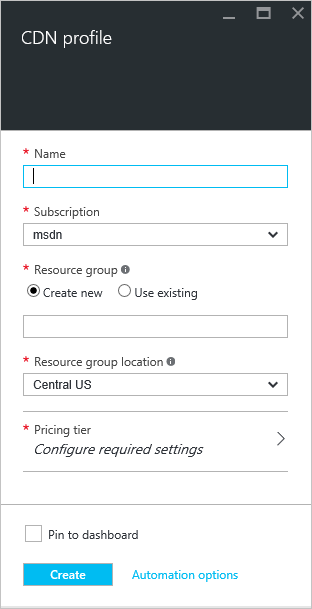 CDN profile
* Name
* Subscription
msdn
* Resource group
Create new Use existing
* Resource group location
Central US
* Pricing tier
Configure required settings
Pin to dashboard
Create Automation options